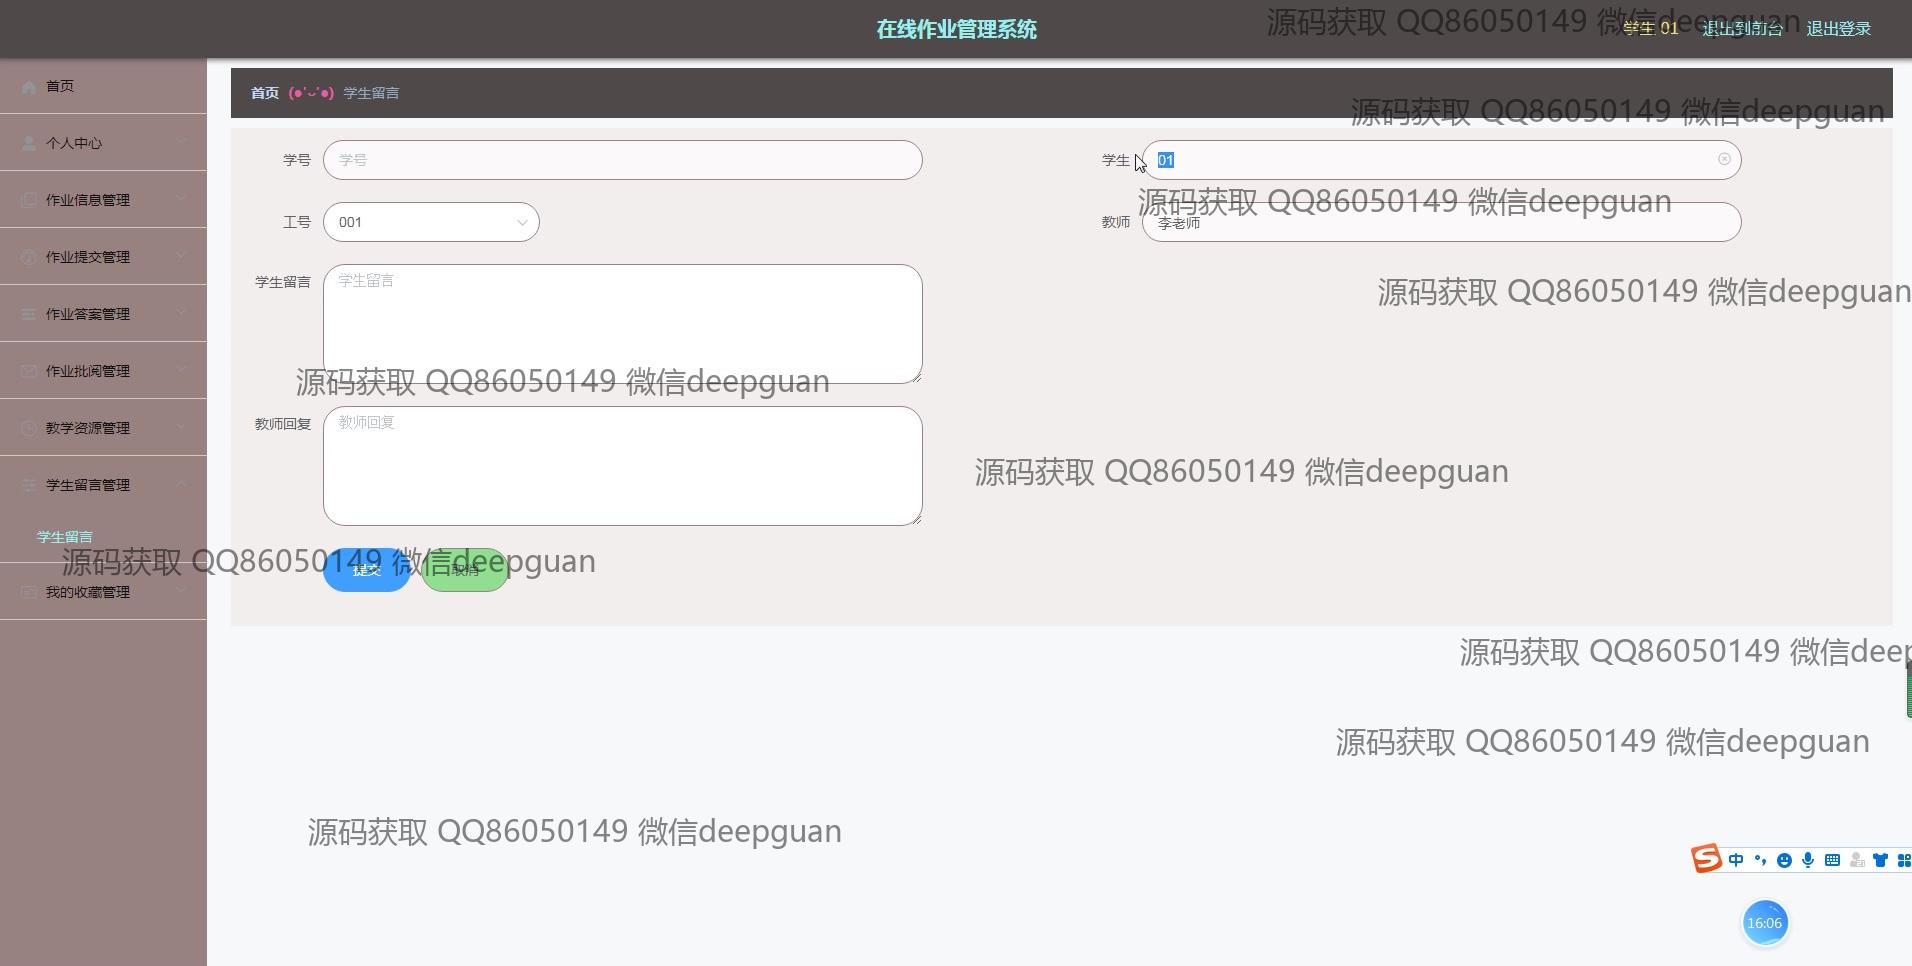 在线作业管理系统
源码获取 QQ86050149 微信deepguan
学生 01 退出到前台 退出登录
首页
首页 (●'◡'●) 学生留言
源码获取 QQ86050149 微信deepguan
个人中心
学号 学号
学生 01
作业信息管理
源码获取 QQ86050149 微信deepguan
工号 001
教师 李老师
作业提交管理
学生留言 学生留言
源码获取 QQ86050149 微信deepguan
作业答案管理
作业批阅管理
源码获取 QQ86050149 微信deepguan
教学资源管理
教师回复 教师回复
源码获取 QQ86050149 微信deepguan
学生留言管理
学生留言
源码获取 QQ86050149 微信deepguan
提交 取消
我的收藏管理
源码获取 QQ86050149 微信deep
源码获取 QQ86050149 微信deepguan
源码获取 QQ86050149 微信deepguan
中
16:06